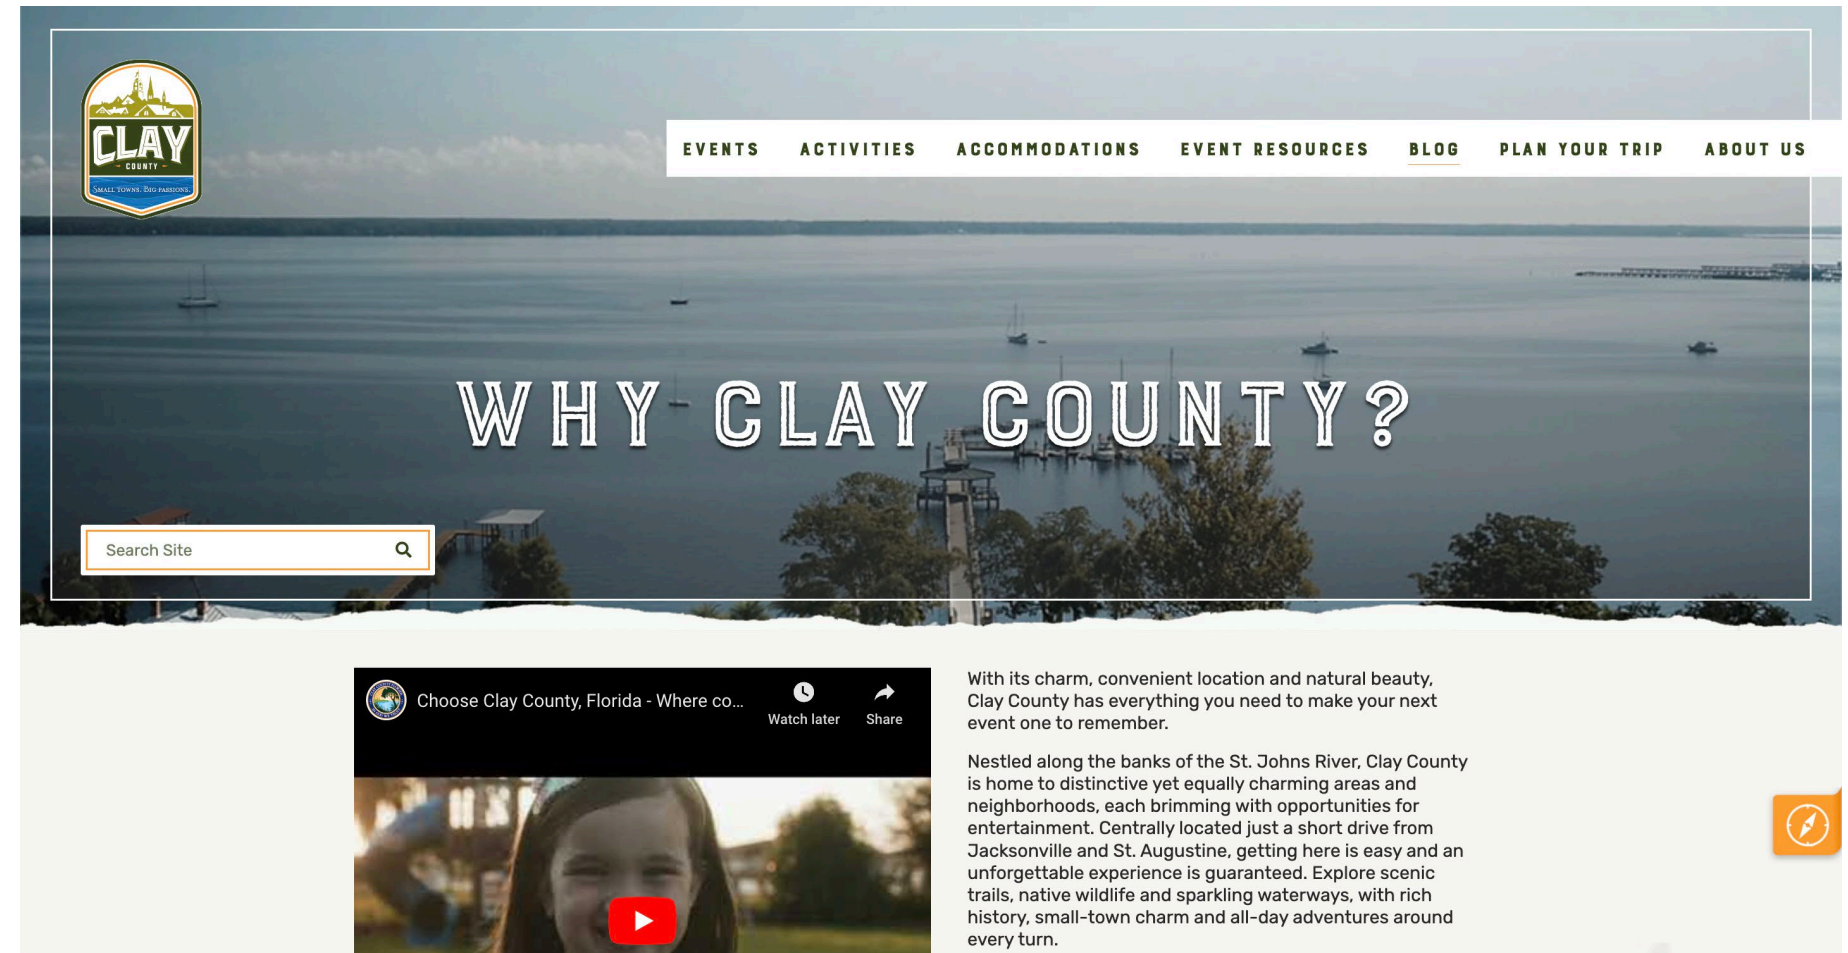 CLAY
COUNTY
SMALL TOWNS. BIG PASSIONS.
EVENTS ACTIVITIES ACCOMMODATIONS EVENT RESOURCES BLOG PLAN YOUR TRIP ABOUT US
WHY CLAY COUNTY?
Search Site
Choose Clay County, Florida - Where co...
Watch later Share
With its charm, convenient location and natural beauty,
Clay County has everything you need to make your next
event one to remember.
Nestled along the banks of the St. Johns River, Clay County
is home to distinctive yet equally charming areas and
neighborhoods, each brimming with opportunities for
entertainment. Centrally located just a short drive from
Jacksonville and St. Augustine, getting here is easy and an
unforgettable experience is guaranteed. Explore scenic
trails, native wildlife and sparkling waterways, with rich
history, small-town charm and all-day adventures around
every turn.